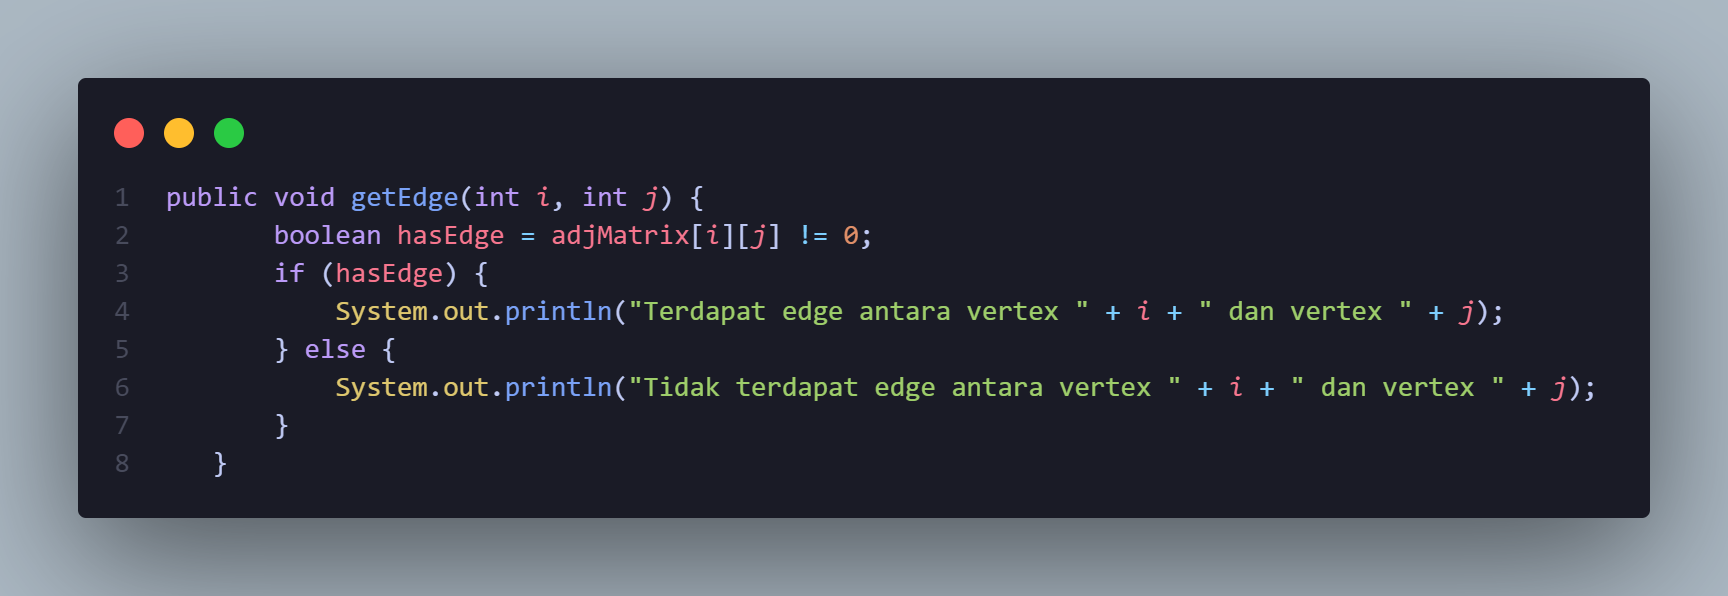 1 public void getEdge(int i, int j) {
2 boolean hasEdge = adjMatrix[i][j] != 0;
3 if (hasEdge) {
4 System.out.println("Terdapat edge antara vertex " + i + " dan vertex " + j);
5 } else {
6 System.out.println("Tidak terdapat edge antara vertex " + i + " dan vertex " + j);
7 }
8 }